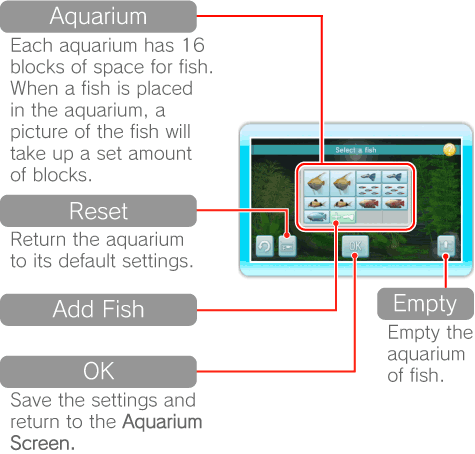 Aquarium
Each aquarium has 16
blocks of space for fish.
When a fish is placed
in the aquarium, a
picture of the fish will
take up a set amount
of blocks.
Select a fish
Reset
Return the aquarium
to its default settings.
OK
Add Fish
Empty
Empty the
aquarium
of fish.
OK
Save the settings and
return to the Aquarium
Screen.